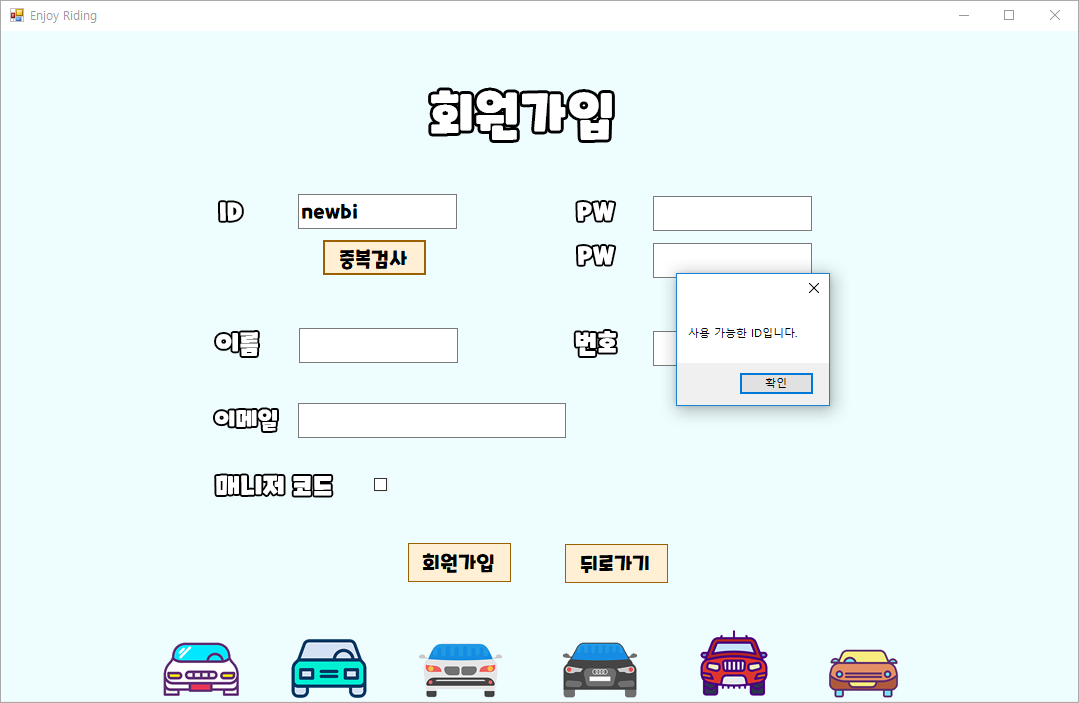 Enjoy Riding
회원가입
ID
newbi
PW
중복검사
PW
사용 가능한 ID입니다.
확인
이름
번호
이메일
매니저 코드
회원가입
뒤로가기